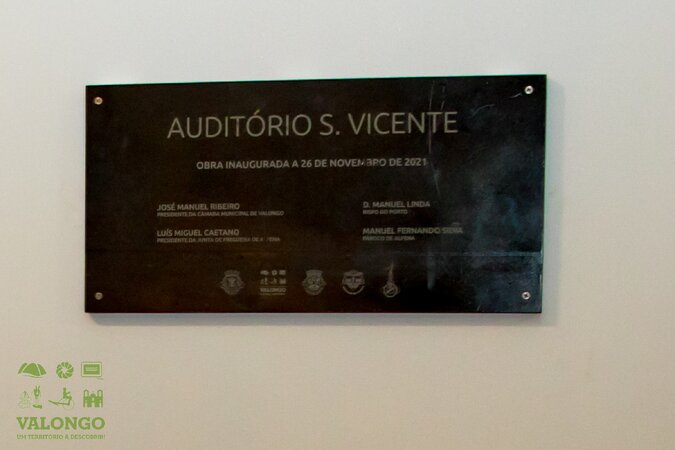 AUDITÓRIO S. VICENTE
OBRA INAUGURADA A 26 DE NOVEMBRO DE 2021
JOSÉ MANUEL RIBEIRO
PRESIDENTE DA CÂMARA MUNICIPAL DE VALONGO
D. MANUEL LINDA
BISPO DO PORTO
LUÍS MIGUEL CAETANO
PRESIDENTE DA JUNTA DE FREGUESIA DE ALFENA
MANUEL FERNANDO SILVA
PÁROCO DE ALFENA
VALONGO
VALONGO
UM TERRITÓRIO A DESCOBRIR!